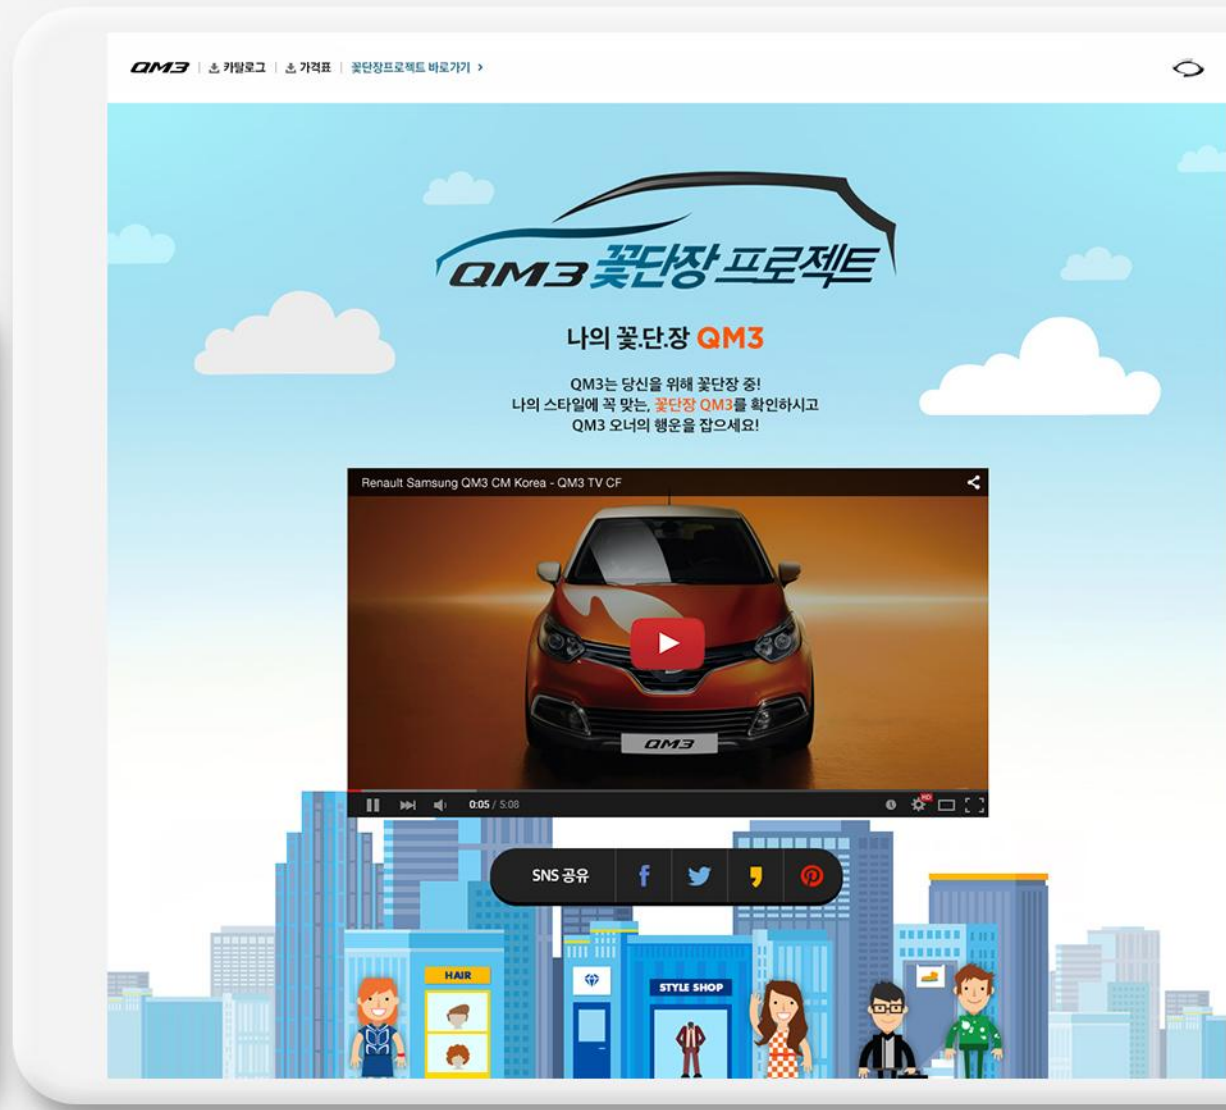 QM3 카탈로그 가격표 꽃단장프로젝트 바로가기 >
QM3 꽃단장 프로젝트
나의 꽃.단.장 QM3
QM3는 당신을 위해 꽃단장 중!
나의 스타일에 꼭 맞는, 꽃단장 QM3를 확인하시고
QM3 오너의 행운을 잡으세요!
Renault Samsung QM3 CM Korea - QM3 TV CF
QM3
0:05 / 5:08
HD
SNS 공유
HAIR
STYLE SHOP